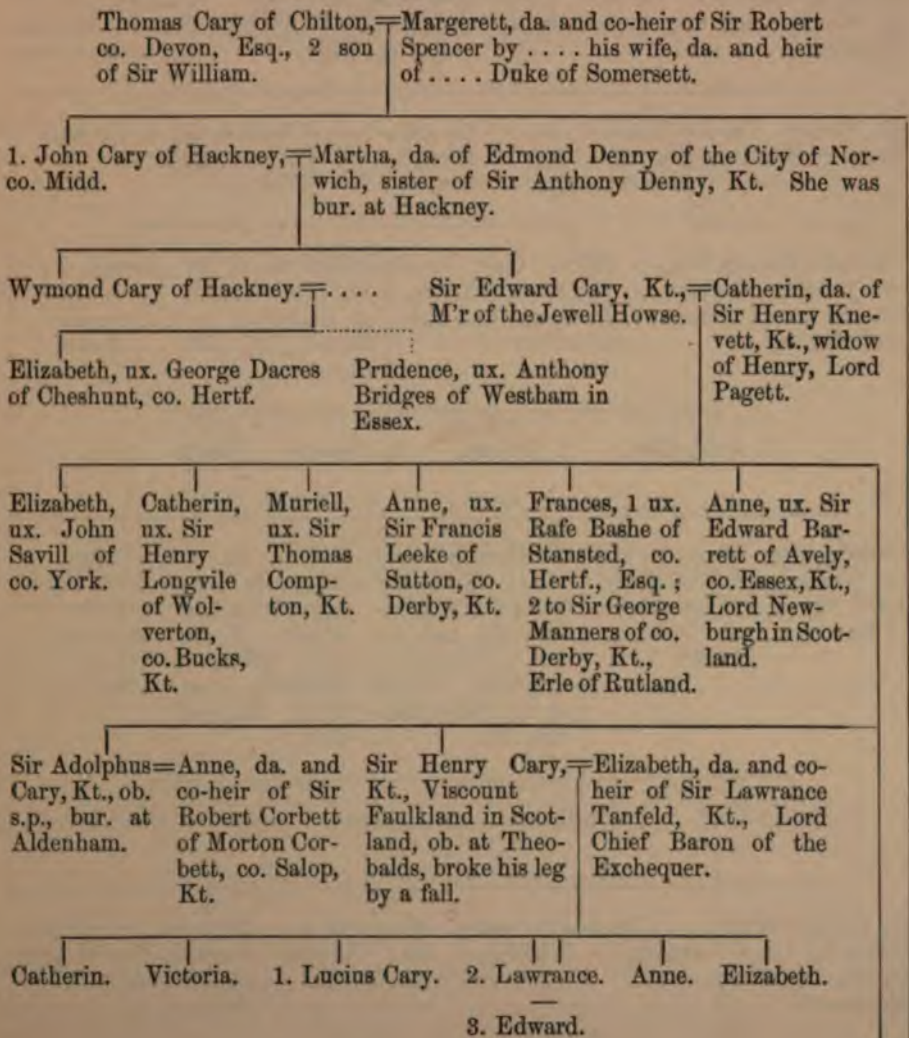 Thomas Cary of Chilton,
co. Devon, Esq., 2 son
of Sir William.
Margerett, da. and co-heir of Sir Robert
Spencer by . . . . his wife, da. and heir
of . . . . Duke of Somersett.
1. John Cary of Hackney,
co. Midd.
Martha, da. of Edmond Denny of the City of Nor-
wich, sister of Sir Anthony Denny, Kt. She was
bur. at Hackney.
Wymond Cary of Hackney.
. . . .
Sir Edward Cary, Kt.,
M'r of the Jewell Howse.
Catherin, da. of
Sir Henry Kne-
vett, Kt., widow
of Henry, Lord
Pagett.
Elizabeth, ux. George Dacres
of Cheshunt, co. Hertf.
Prudence, ux. Anthony
Bridges of Westham in
Essex.
Elizabeth,
ux. John
Savill of
co. York.
Catherin,
ux. Sir
Henry
Longvile
of Wol-
verton,
co. Bucks,
Kt.
Muriell,
ux. Sir
Thomas
Comp-
ton, Kt.
Anne, ux.
Sir Francis
Leeke of
Sutton, co.
Derby, Kt.
Frances, 1 ux.
Rafe Bashe of
Stansted, co.
Hertf., Esq. ;
2 to Sir George
Manners of co.
Derby, Kt.,
Erle of Rutland.
Anne, ux. Sir
Edward Bar-
rett of Avely,
co. Essex, Kt.,
Lord New-
burgh in Scot-
land.
Sir Adolphus
Cary, Kt., ob.
s.p., bur. at
Aldenham.
Anne, da. and
co-heir of Sir
Robert Corbett
of Morton Cor-
bett, co. Salop,
Kt.
Sir Henry Cary,
Kt., Viscount
Faulkland in Scot-
land, ob. at Theo-
balds, broke his leg
by a fall.
Elizabeth, da. and co-
heir of Sir Lawrance
Tanfeld, Kt., Lord
Chief Baron of the
Exchequer.
Catherin. Victoria. 1. Lucius Cary. 2. Lawrance. Anne. Elizabeth.
3. Edward.